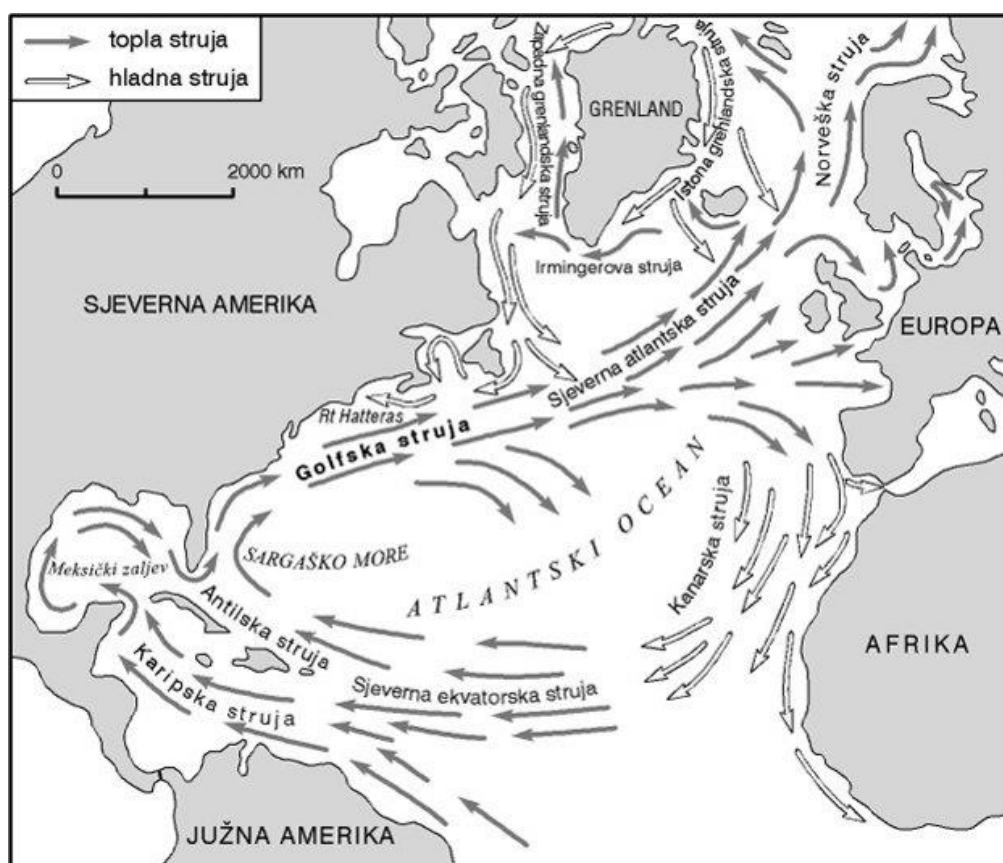 topla struja
hladna struja
0 2000 km
Zapadna grenlandska struja
GRENLAND
Istona grenlandska struja
Norveška struja
Irmingerova struja
SJEVERNA AMERIKA
EUROPA
Sjeverna atlantska struja
Rt Hatteras
Golfska struja
ATLANTSKI OCEAN
Kanarska struja
Meksički zaljev
SARGAŠKO MORE
Antilska struja
AFRIKA
Karipska struja
Sjeverna ekvatorska struja
JUŽNA AMERIKA